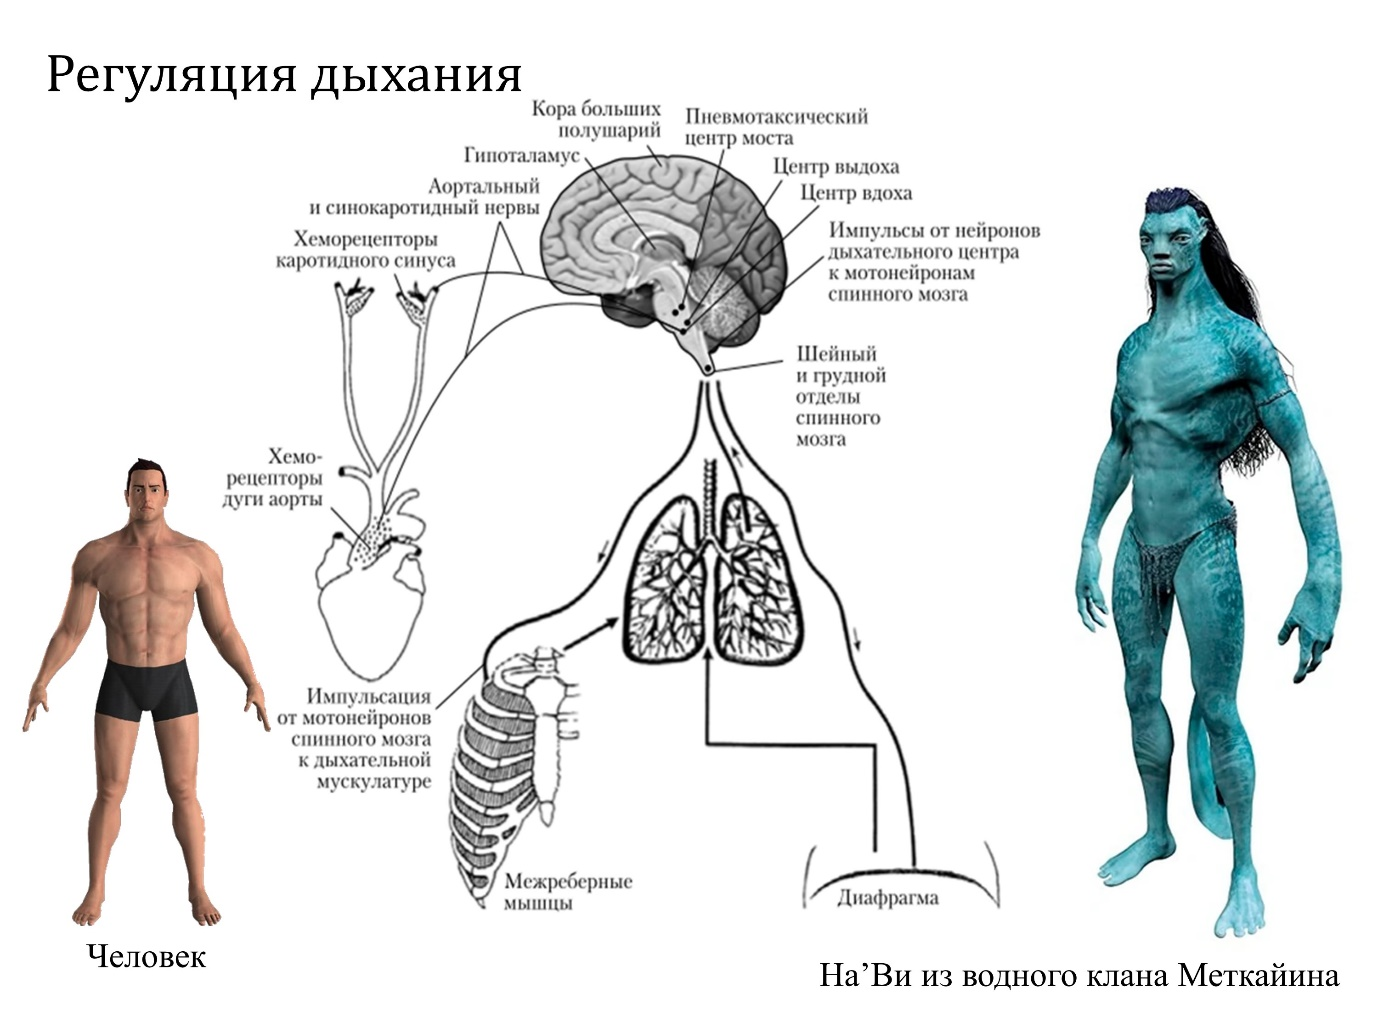 Регуляция дыхания
Кора больших
полушарий
Пневмотаксический
центр моста
Гипоталамус
Центр выдоха
Аортальный
и синокаротидный нервы
Центр вдоха
Хеморецепторы
каротидного синуса
Импульсы от нейронов
дыхательного центра
к мотонейронам
спинного мозга
Шейный
и грудной
отделы
спинного
мозга
Хемо-
рецепторы
дуги аорты
Импульсация
от мотонейронов
спинного мозга
к дыхательной
мускулатуре
Межреберные
мышцы
Диафрагма
Человек
На’Ви из водного клана Меткайина